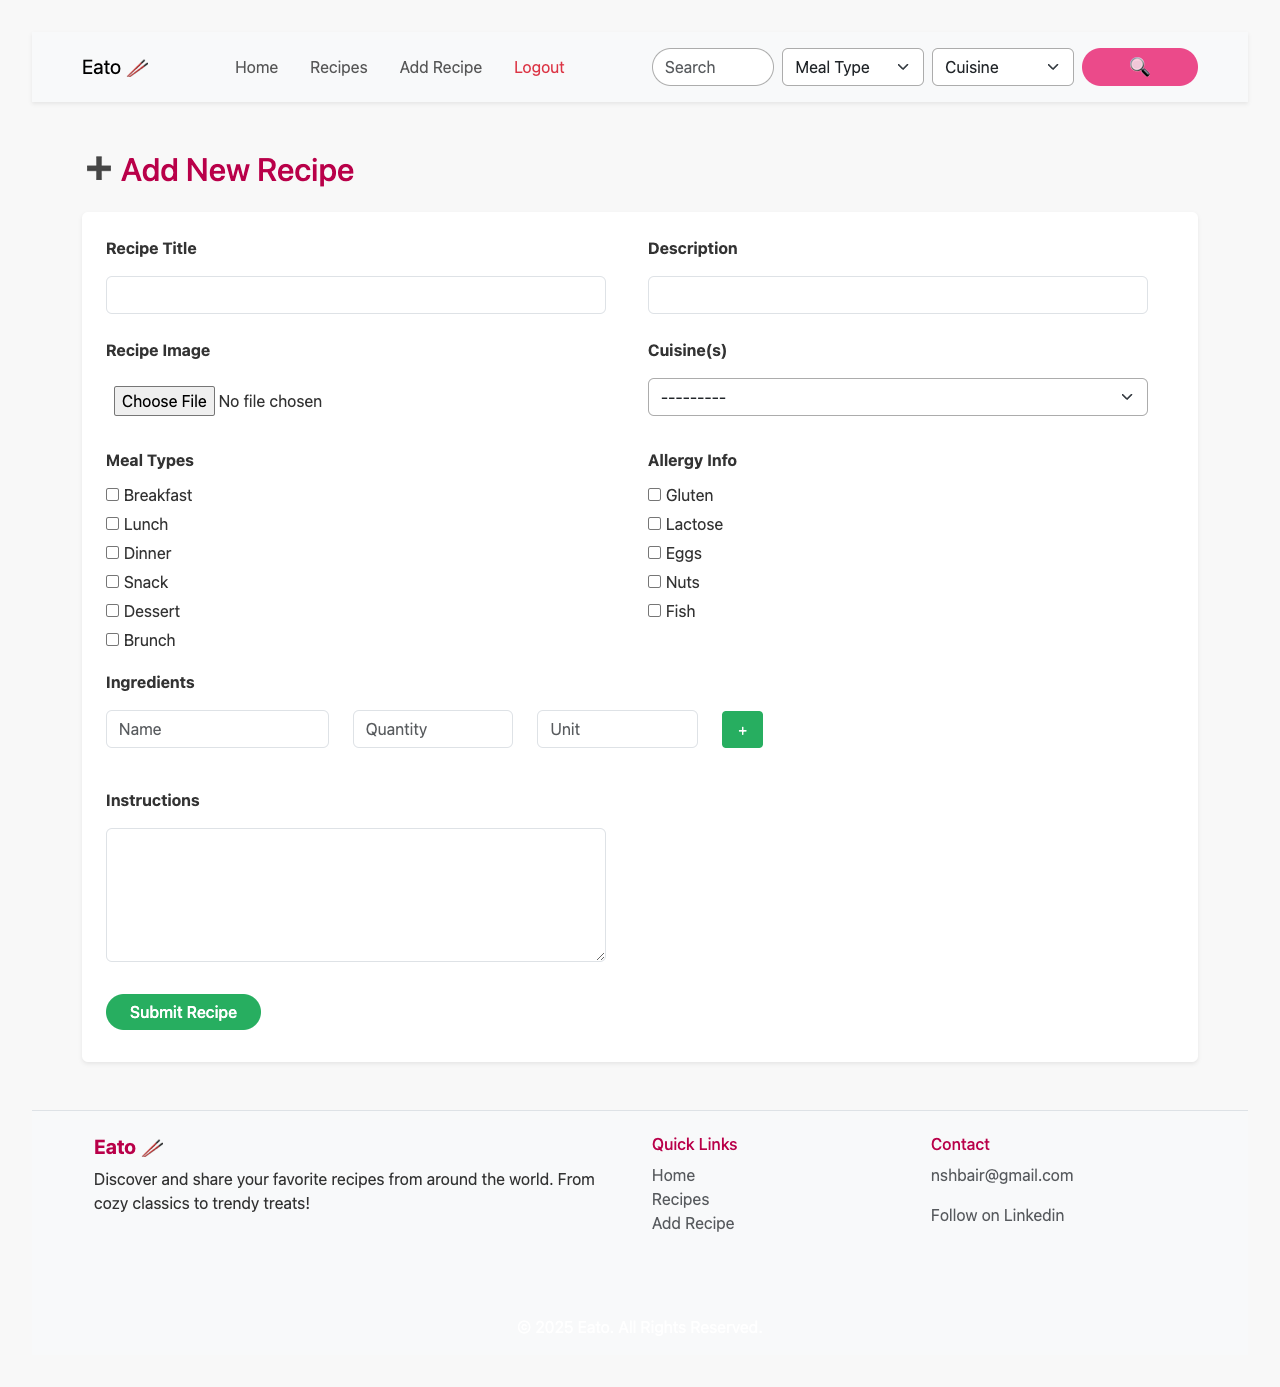 Eato
Home
Recipes
Add Recipe
Logout
Search
Meal Type
Cuisine
Add New Recipe
Recipe Title
Description
Recipe Image
Cuisine(s)
Choose File No file chosen
---------
Meal Types
Allergy Info
Breakfast
Lunch
Dinner
Snack
Dessert
Brunch
Gluten
Lactose
Eggs
Nuts
Fish
Ingredients
Name
Quantity
Unit
+
Instructions
Submit Recipe
Eato
Discover and share your favorite recipes from around the world. From
cozy classics to trendy treats!
Quick Links
Home
Recipes
Add Recipe
Contact
nshbair@gmail.com
Follow on Linkedin
© 2025 Eato. All Rights Reserved.